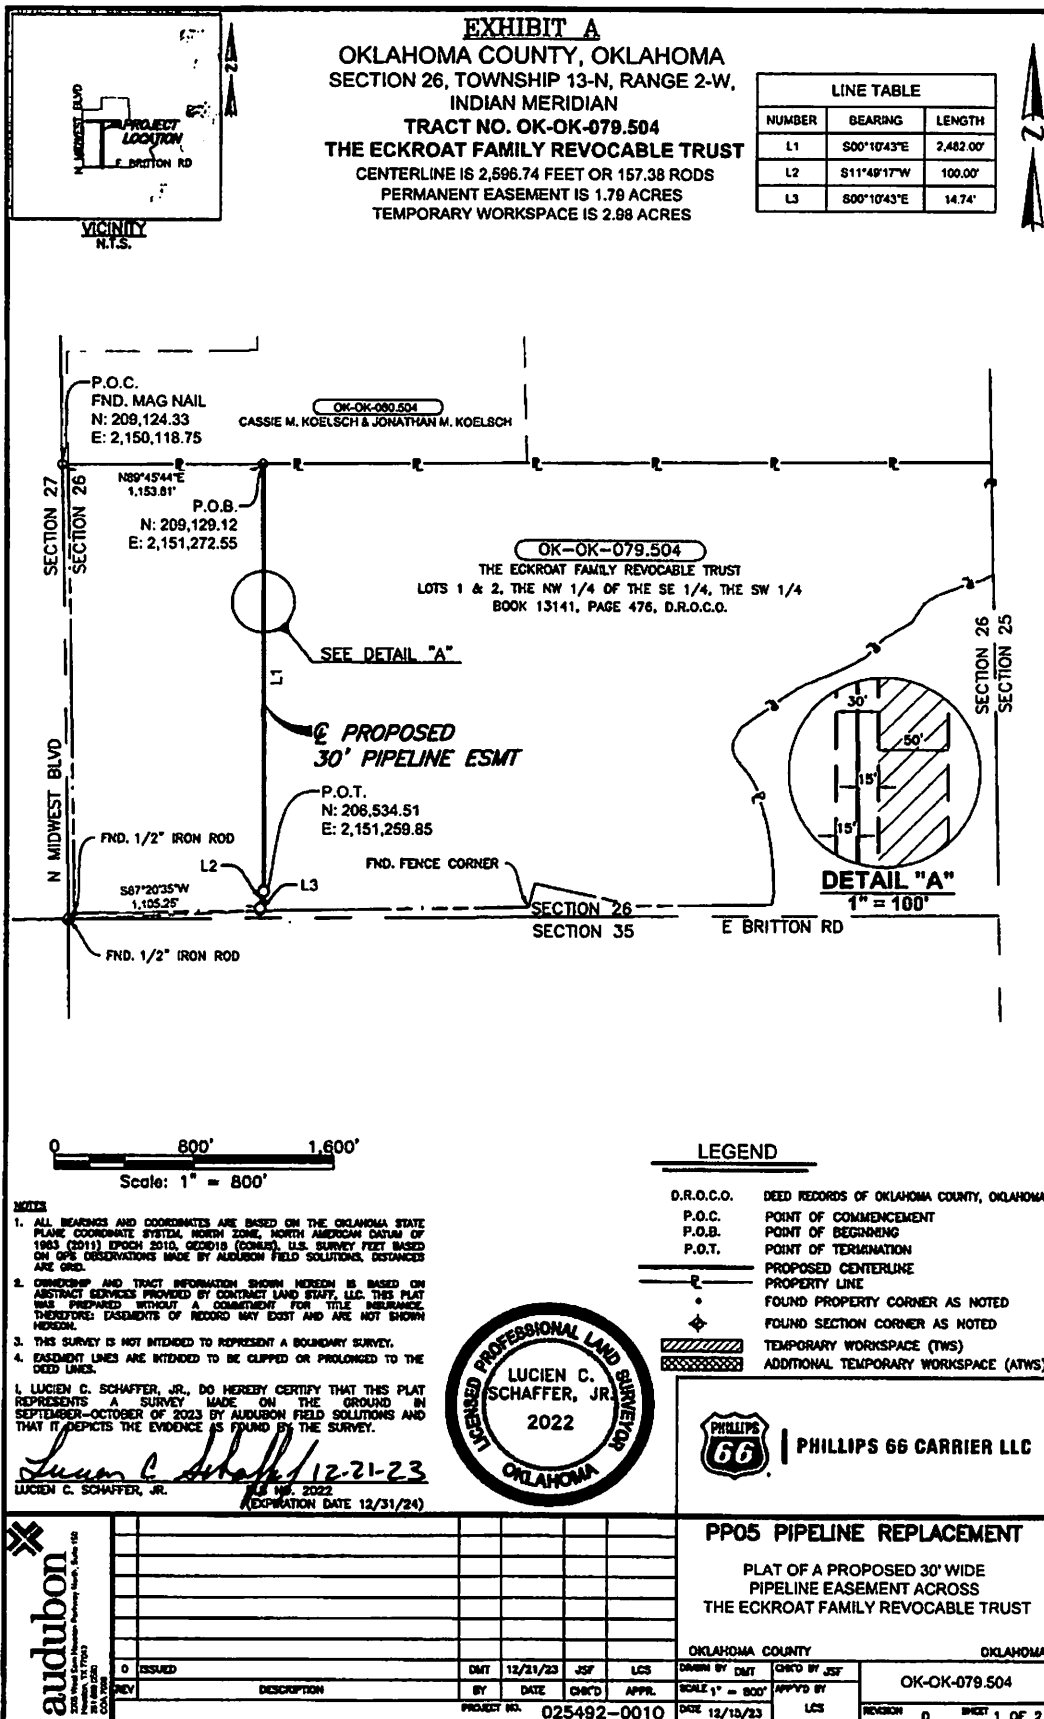 EXHIBIT A
OKLAHOMA COUNTY, OKLAHOMA
SECTION 26, TOWNSHIP 13-N, RANGE 2-W,
INDIAN MERIDIAN
TRACT NO. OK-OK-079.504
THE ECKROAT FAMILY REVOCABLE TRUST
CENTERLINE IS 2,596.74 FEET OR 157.38 RODS
PERMANENT EASEMENT IS 1.79 ACRES
TEMPORARY WORKSPACE IS 2.98 ACRES
N MIDWEST BLVD
PROJECT
LOCATION
E BRITTON RD
VICINITY
N.T.S.
N
LINE TABLE
NUMBER BEARING LENGTH
L1 S00°10'43"E 2,482.00'
L2 S11°49'17"W 100.00'
L3 S00°10'43"E 14.74'
N
P.O.C.
FND. MAG NAIL
N: 209,124.33
E: 2,150,118.75
OK-OK-080.504
CASSIE M. KOELSCH & JONATHAN M. KOELSCH
N89°45'44"E
1,153.81'
SECTION 27
SECTION 26
P.O.B.
N: 209,129.12
E: 2,151,272.55
OK-OK-079.504
THE ECKROAT FAMILY REVOCABLE TRUST
LOTS 1 & 2, THE NW 1/4 OF THE SE 1/4, THE SW 1/4
BOOK 13141, PAGE 476, D.R.O.C.O.
SEE DETAIL "A"
L1
SECTION 26
SECTION 25
℄ PROPOSED
30' PIPELINE ESMT
30'
50'
15'
15'
DETAIL "A"
1" = 100'
N MIDWEST BLVD
P.O.T.
N: 206,534.51
E: 2,151,259.85
FND. 1/2" IRON ROD
L2
L3
FND. FENCE CORNER
S87°20'35"W
1,105.25'
SECTION 26
SECTION 35
E BRITTON RD
FND. 1/2" IRON ROD
0 800' 1,600'
Scale: 1" = 800'
NOTES
1. ALL BEARINGS AND COORDINATES ARE BASED ON THE OKLAHOMA STATE
PLANE COORDINATE SYSTEM, NORTH ZONE, NORTH AMERICAN DATUM OF
1983 (2011) EPOCH 2010, GEOID18 (CONUS), U.S. SURVEY FEET BASED
ON GPS OBSERVATIONS MADE BY AUDUBON FIELD SOLUTIONS, DISTANCES
ARE GRID.
2. OWNERSHIP AND TRACT INFORMATION SHOWN HEREON IS BASED ON
ABSTRACT SERVICES PROVIDED BY CONTRACT LAND STAFF, LLC. THIS PLAT
WAS PREPARED WITHOUT A COMMITMENT FOR TITLE INSURANCE.
THEREFORE; EASEMENTS OF RECORD MAY EXIST AND ARE NOT SHOWN
HEREON.
3. THIS SURVEY IS NOT INTENDED TO REPRESENT A BOUNDARY SURVEY.
4. EASEMENT LINES ARE INTENDED TO BE CLIPPED OR PROLONGED TO THE
DEED LINES.
I, LUCIEN C. SCHAFFER, JR., DO HEREBY CERTIFY THAT THIS PLAT
REPRESENTS A SURVEY MADE ON THE GROUND IN
SEPTEMBER-OCTOBER OF 2023 BY AUDUBON FIELD SOLUTIONS AND
THAT IT DEPICTS THE EVIDENCE AS FOUND BY THE SURVEY.
12-21-23
LUCIEN C. SCHAFFER, JR. PLS NO. 2022
(EXPIRATION DATE 12/31/24)
LICENSED PROFESSIONAL LAND SURVEYOR
LUCIEN C.
SCHAFFER, JR.
2022
OKLAHOMA
LEGEND
D.R.O.C.O. DEED RECORDS OF OKLAHOMA COUNTY, OKLAHOMA
P.O.C. POINT OF COMMENCEMENT
P.O.B. POINT OF BEGINNING
P.O.T. POINT OF TERMINATION
PROPOSED CENTERLINE
PROPERTY LINE
FOUND PROPERTY CORNER AS NOTED
FOUND SECTION CORNER AS NOTED
TEMPORARY WORKSPACE (TWS)
ADDITIONAL TEMPORARY WORKSPACE (ATWS)
PHILLIPS
66
PHILLIPS 66 CARRIER LLC
audubon
PP05 PIPELINE REPLACEMENT
PLAT OF A PROPOSED 30' WIDE
PIPELINE EASEMENT ACROSS
THE ECKROAT FAMILY REVOCABLE TRUST
OKLAHOMA COUNTY OKLAHOMA
0 ISSUED DMT 12/21/23 JSF LCS
REV DESCRIPTION BY DATE CHK'D APPR.
PROJECT NO. 025492-0010
DRAWN BY DMT CHK'D BY JSF
SCALE 1" = 800' APPV'D BY
DATE 12/15/23 LCS
OK-OK-079.504
REVISION 0 SHEET 1 OF 2